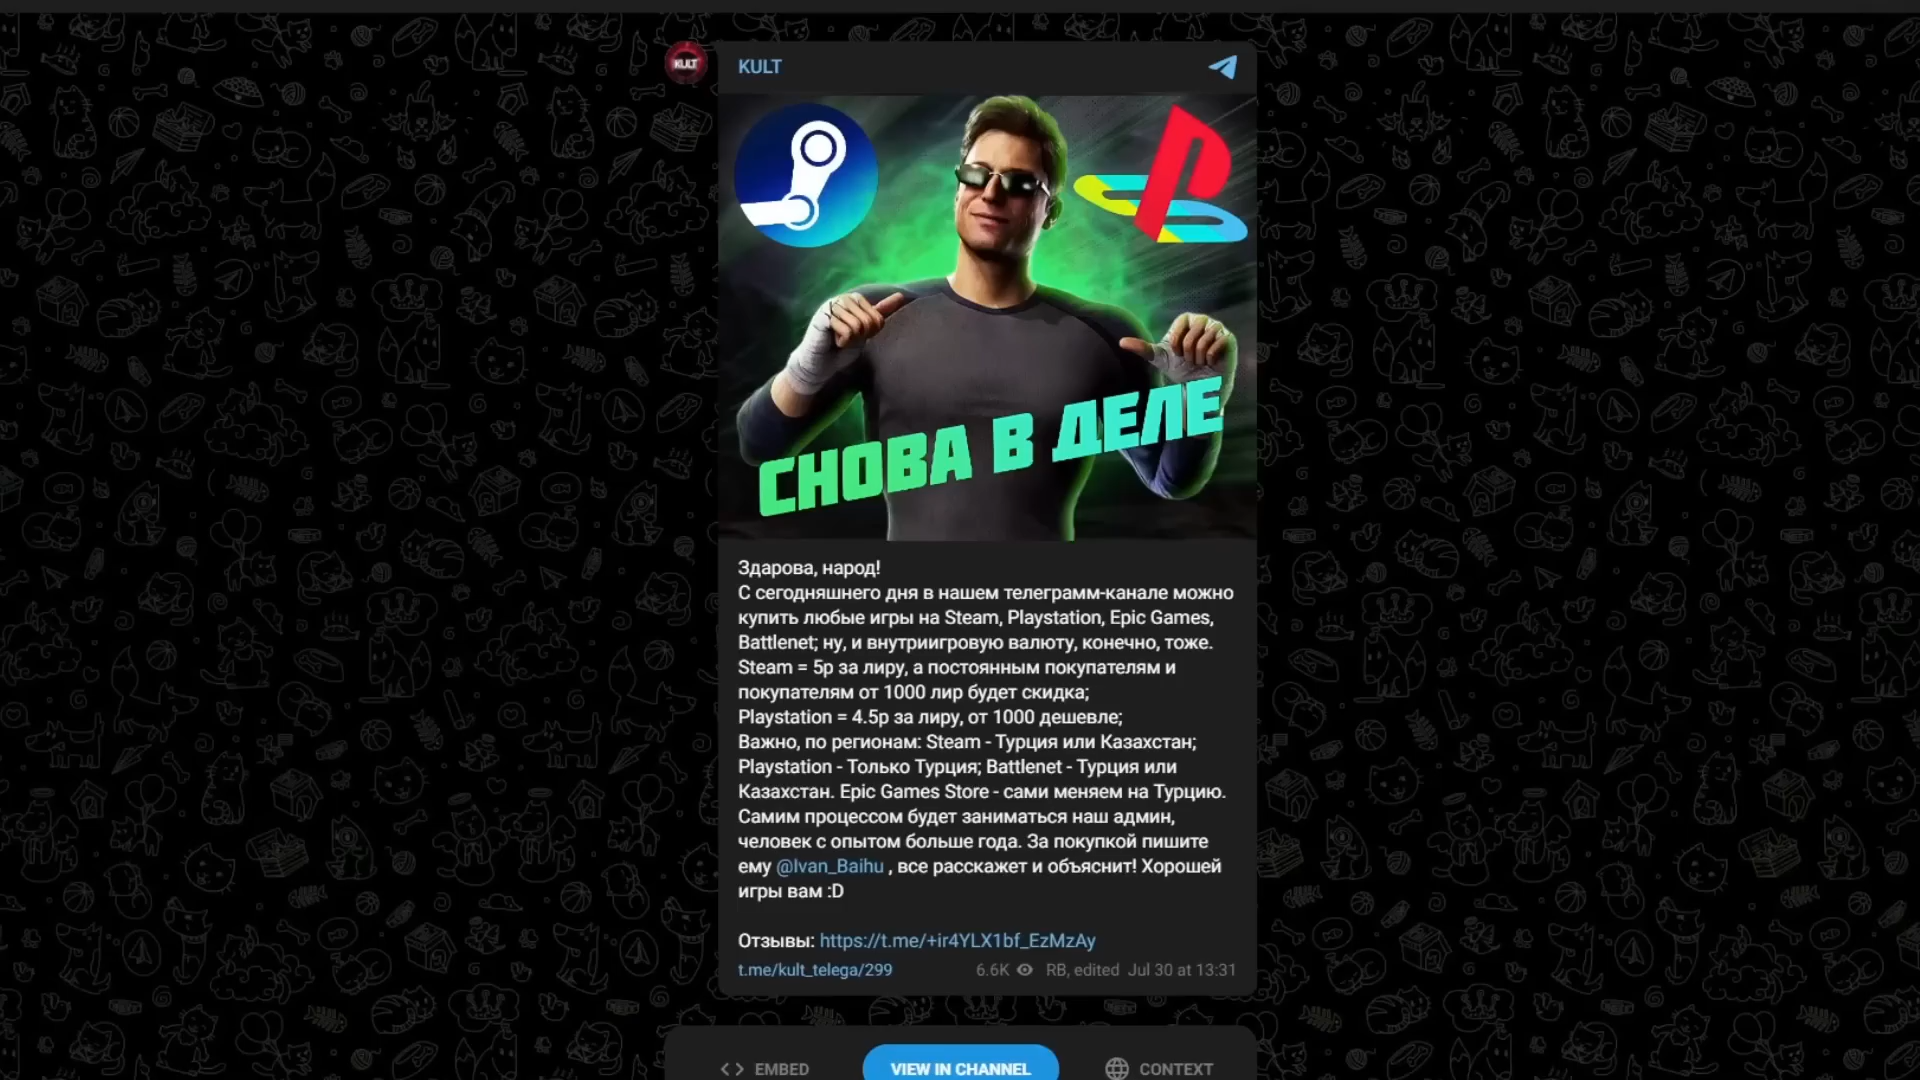 KULT
KULT
СНОВА В ДЕЛЕ
Здарова, народ!
С сегодняшнего дня в нашем телеграмм-канале можно
купить любые игры на Steam, Playstation, Epic Games,
Battlenet; ну, и внутриигровую валюту, конечно, тоже.
Steam = 5р за лиру, а постоянным покупателям и
покупателям от 1000 лир будет скидка;
Playstation = 4.5р за лиру, от 1000 дешевле;
Важно, по регионам: Steam - Турция или Казахстан;
Playstation - Только Турция; Battlenet - Турция или
Казахстан. Epic Games Store - сами меняем на Турцию.
Самим процессом будет заниматься наш админ,
человек с опытом больше года. За покупкой пишите
ему @Ivan_Baihu , все расскажет и объяснит! Хорошей
игры вам :D
Отзывы: https://t.me/+ir4YLX1bf_EzMzAy
t.me/kult_telega/299 6.6K RB, edited Jul 30 at 13:31
EMBED VIEW IN CHANNEL CONTEXT